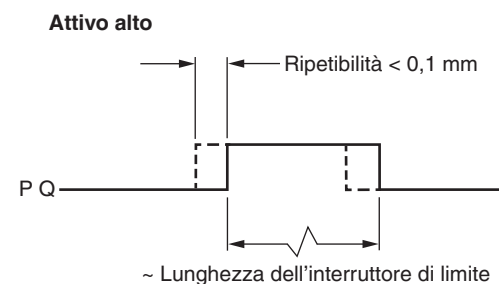 Attivo alto
Ripetibilità < 0,1 mm
P Q
~ Lunghezza dell'interruttore di limite